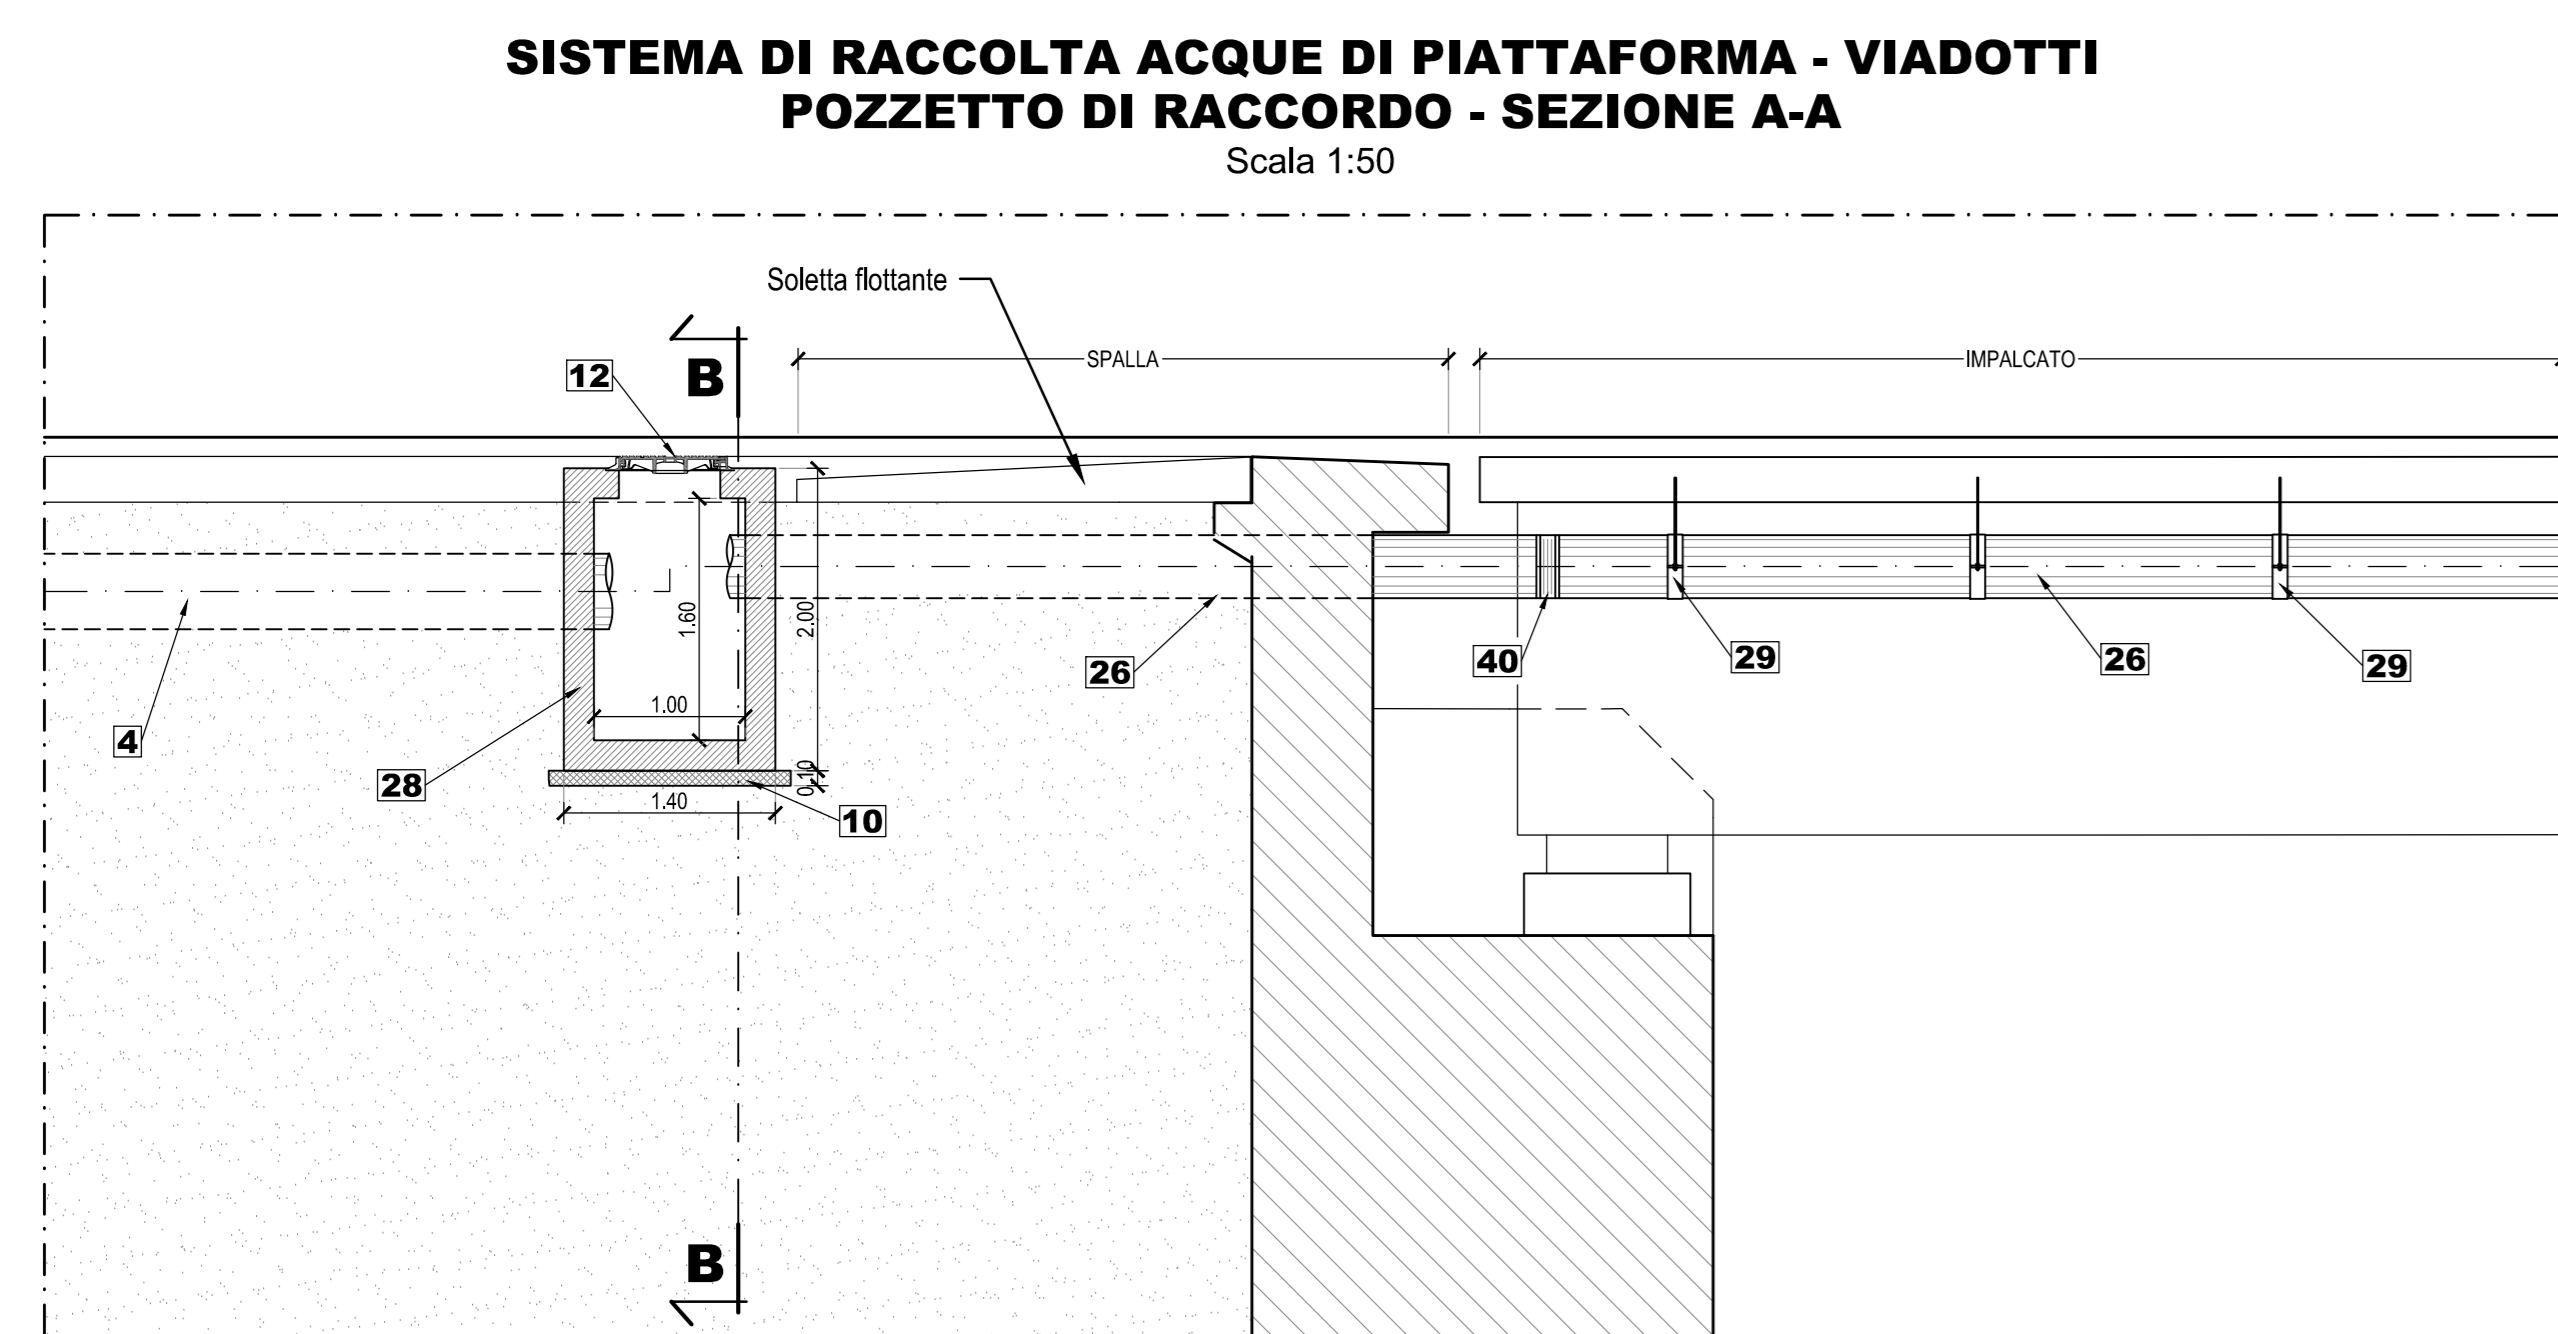 SISTEMA DI RACCOLTA ACQUE DI PIATTAFORMA - VIADOTTI
POZZETTO DI RACCORDO - SEZIONE A-A
Scala 1:50
Soletta flottante
SPALLA
IMPALCATO
12
B
1.60
2.00
26
40
29
26
29
1.00
4
28
0.10
1.40
10
B